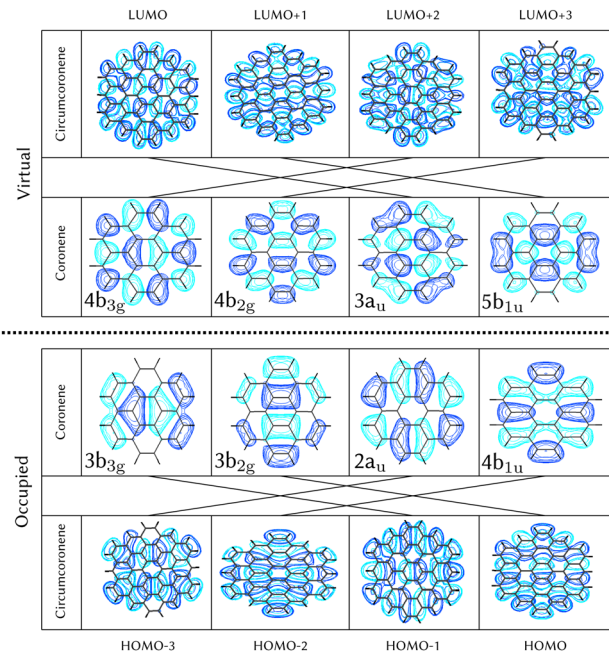 LUMO LUMO+1 LUMO+2 LUMO+3
Virtual
Circumcoronene
Coronene
4b3g 4b2g 3au 5b1u
Occupied
Coronene
3b3g 3b2g 2au 4b1u
Circumcoronene
HOMO-3 HOMO-2 HOMO-1 HOMO